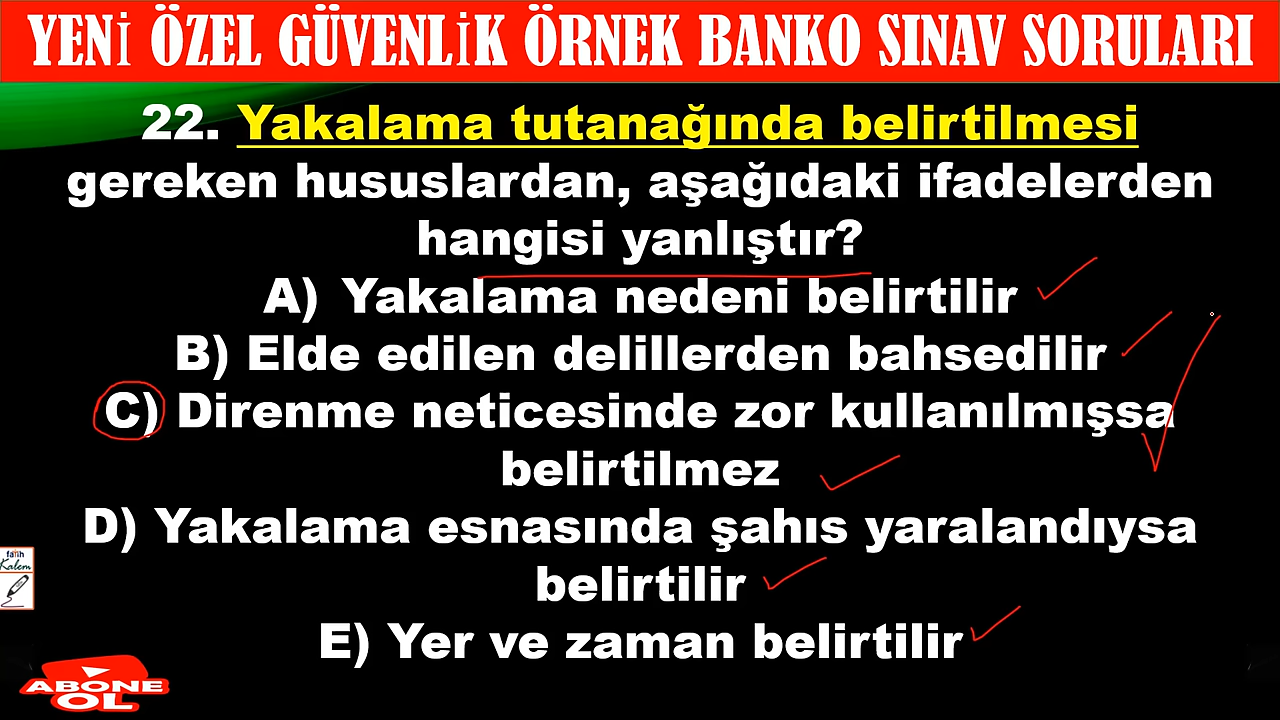 YENİ ÖZEL GÜVENLİK ÖRNEK BANKO SINAV SORULARI
22. Yakalama tutanağında belirtilmesi
gereken hususlardan, aşağıdaki ifadelerden
hangisi yanlıştır?
A) Yakalama nedeni belirtilir
B) Elde edilen delillerden bahsedilir
C) Direnme neticesinde zor kullanılmışsa
belirtilmez
D) Yakalama esnasında şahıs yaralandıysa
belirtilir
E) Yer ve zaman belirtilir
fatih
Kalem
ABONE
OL